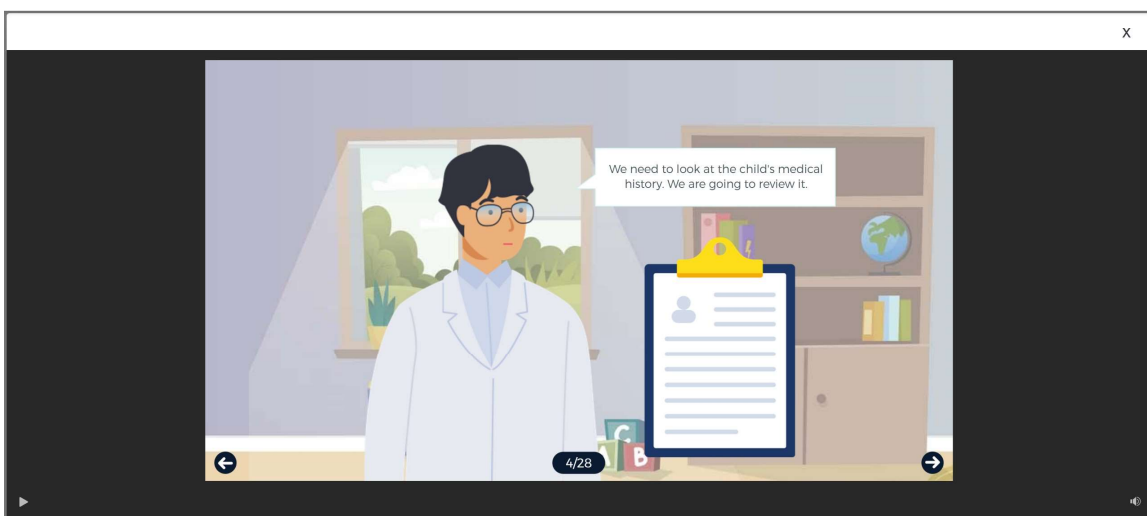 X
We need to look at the child's medical
history. We are going to review it.
C
A
B
4/28